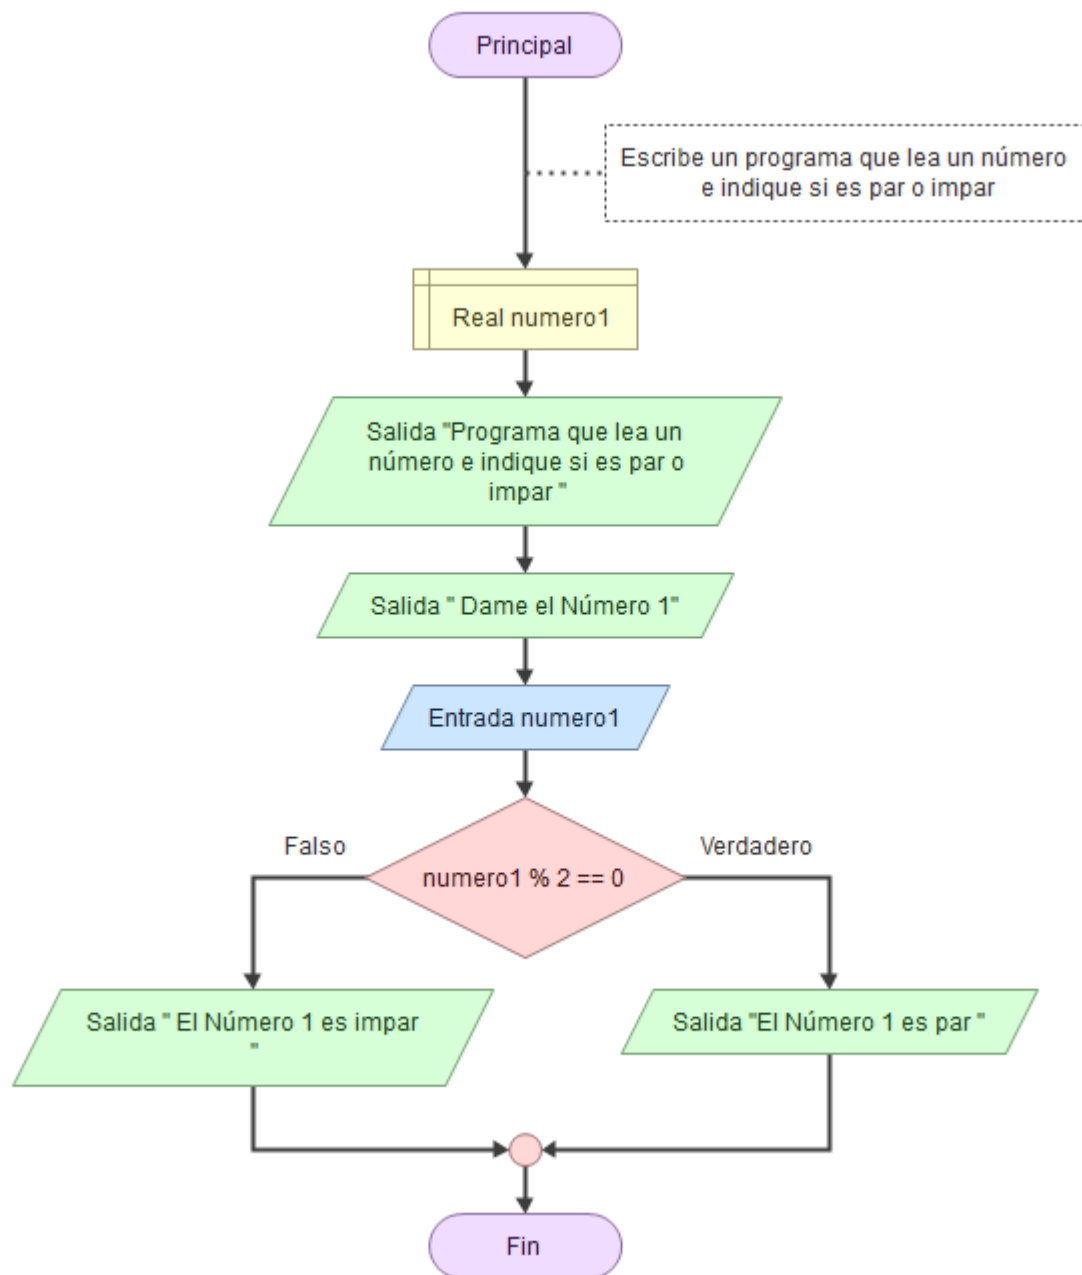 Principal
Escribe un programa que lea un número
e indique si es par o impar
Real numero1
Salida "Programa que lea un
número e indique si es par o
impar "
Salida " Dame el Número 1"
Entrada numero1
Falso
Verdadero
numero1 % 2 == 0
Salida " El Número 1 es impar
"
Salida "El Número 1 es par "
Fin